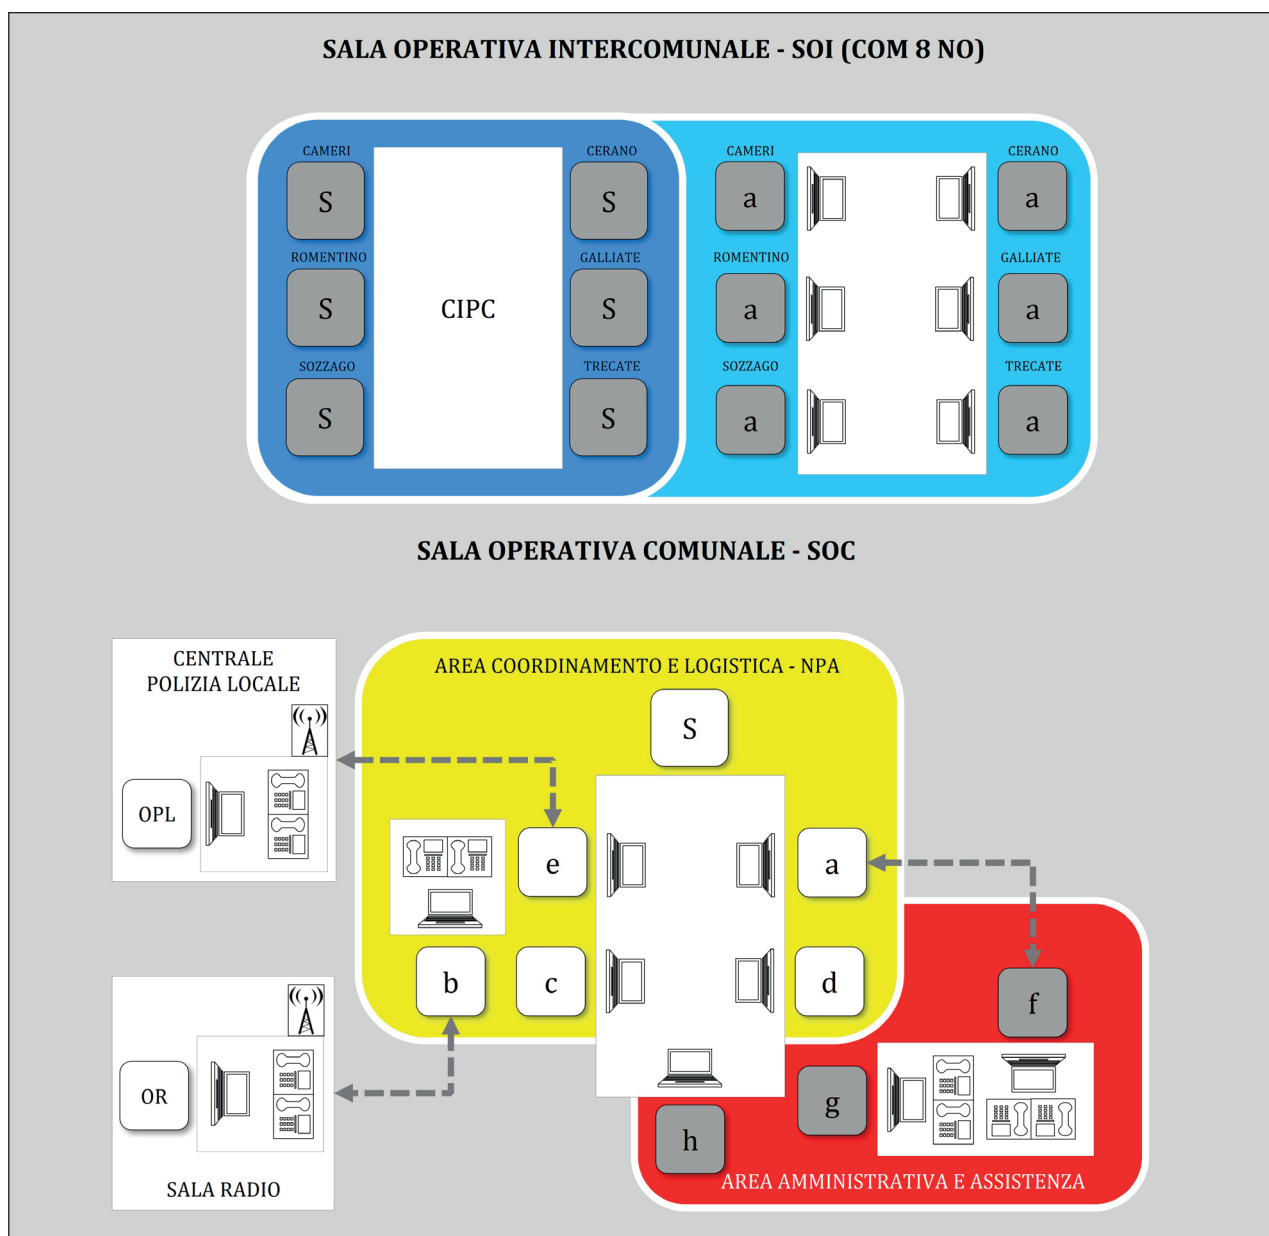 SALA OPERATIVA INTERCOMUNALE - SOI (COM 8 NO)
CAMERI
CERANO
S
S
ROMENTINO
GALLIATE
S
CIPC
S
SOZZAGO
TRECATE
S
S
CAMERI
CERANO
a
a
ROMENTINO
GALLIATE
a
a
SOZZAGO
TRECATE
a
a
SALA OPERATIVA COMUNALE - SOC
CENTRALE
POLIZIA LOCALE
OPL
AREA COORDINAMENTO E LOGISTICA - NPA
S
e
a
b
c
d
OR
SALA RADIO
f
g
h
AREA AMMINISTRATIVA E ASSISTENZA